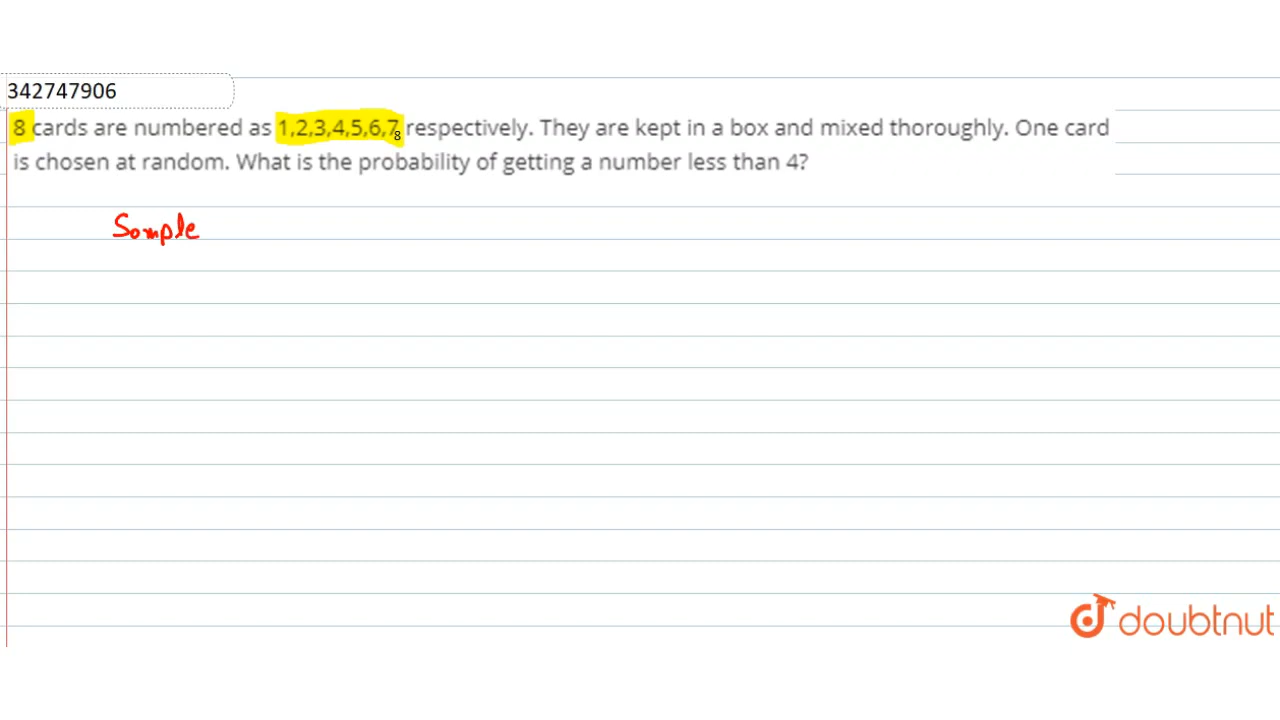 342747906
8 cards are numbered as 1,2,3,4,5,6,7,8 respectively. They are kept in a box and mixed thoroughly. One card
is chosen at random. What is the probability of getting a number less than 4?
Sample
doubtnut